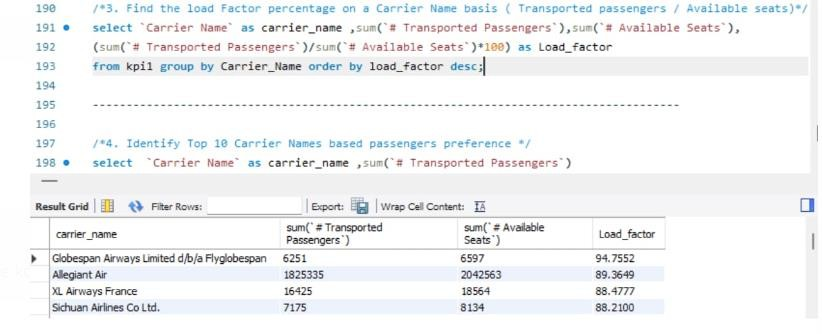 190 /*3. Find the load Factor percentage on a Carrier Name basis ( Transported passengers / Available seats)*/
191 select `Carrier Name` as carrier_name ,sum(`# Transported Passengers`),sum(`# Available Seats`),
192 (sum(`# Transported Passengers`)/sum(`# Available Seats`)*100) as Load_factor
193 from kpi1 group by Carrier_Name order by load_factor desc;
194
195 ----------------------------------------------------------------------------------
196
197 /*4. Identify Top 10 Carrier Names based passengers preference */
198 select `Carrier Name` as carrier_name ,sum(`# Transported Passengers`)
Result Grid Filter Rows: Export: Wrap Cell Content: IA
carrier_name sum(`# Transported Passengers`) sum(`# Available Seats`) Load_factor
Globespan Airways Limited d/b/a Flyglobespan 6251 6597 94.7552
Allegiant Air 1825335 2042563 89.3649
XL Airways France 16425 18564 88.4777
Sichuan Airlines Co Ltd. 7175 8134 88.2100